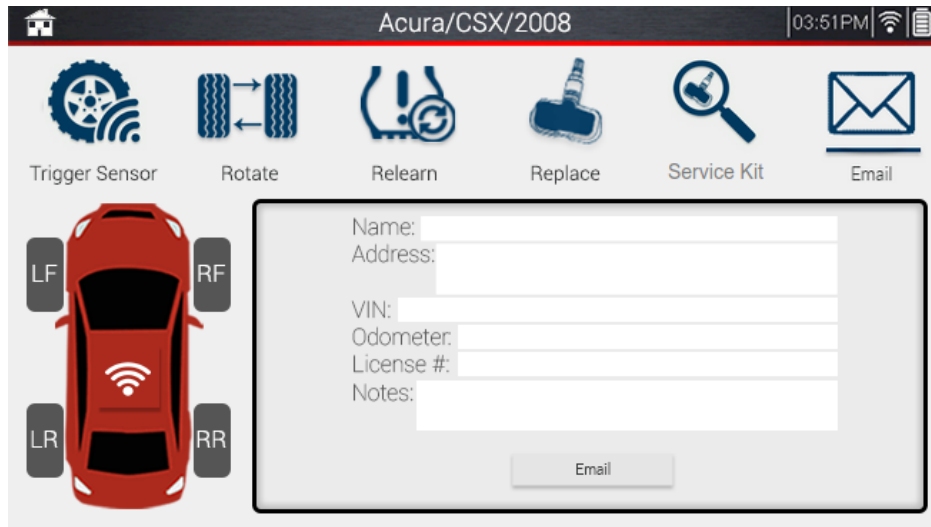 Acura/CSX/2008
03:51PM
Trigger Sensor
Rotate
Relearn
Replace
Service Kit
Email
LF
RF
LR
RR
Name:
Address:
VIN:
Odometer:
License #:
Notes:
Email